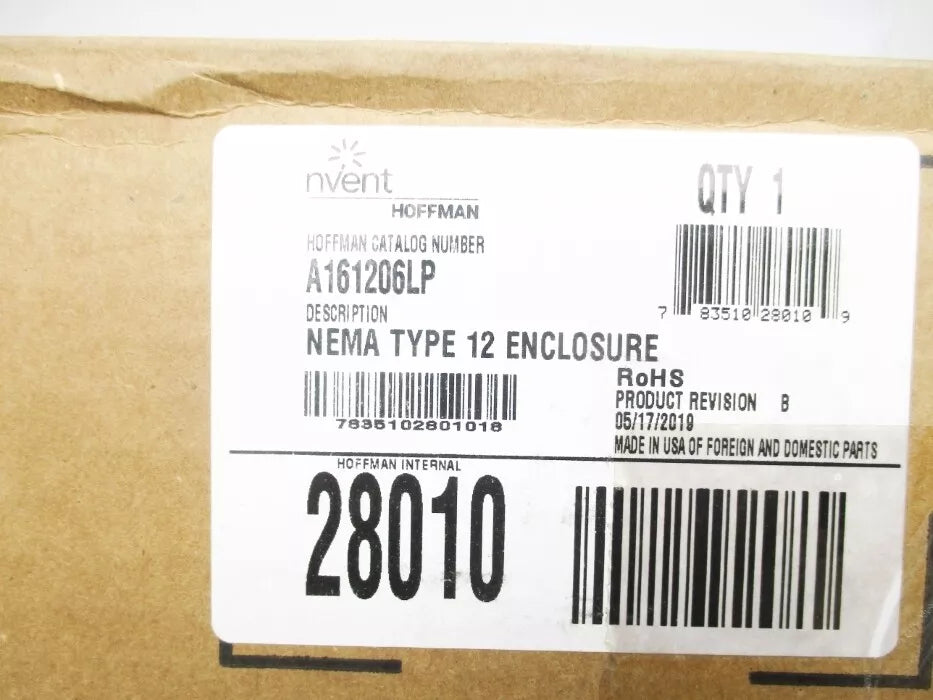 nvent
HOFFMAN
QTY 1
HOFFMAN CATALOG NUMBER
A161206LP
7 83510 28010 9
DESCRIPTION
NEMA TYPE 12 ENCLOSURE
RoHS
PRODUCT REVISION B
7835102801018
05/17/2019
MADE IN USA OF FOREIGN AND DOMESTIC PARTS
HOFFMAN INTERNAL
28010